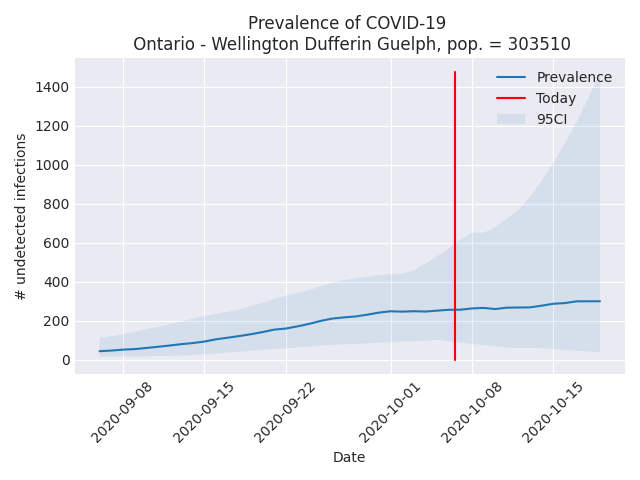 Prevalence of COVID-19
Ontario - Wellington Dufferin Guelph, pop. = 303510
Prevalence
Today
95CI
1400
1200
1000
800
600
400
200
0
# undetected infections
2020-09-08
2020-09-15
2020-09-22
2020-10-01
2020-10-08
2020-10-15
Date